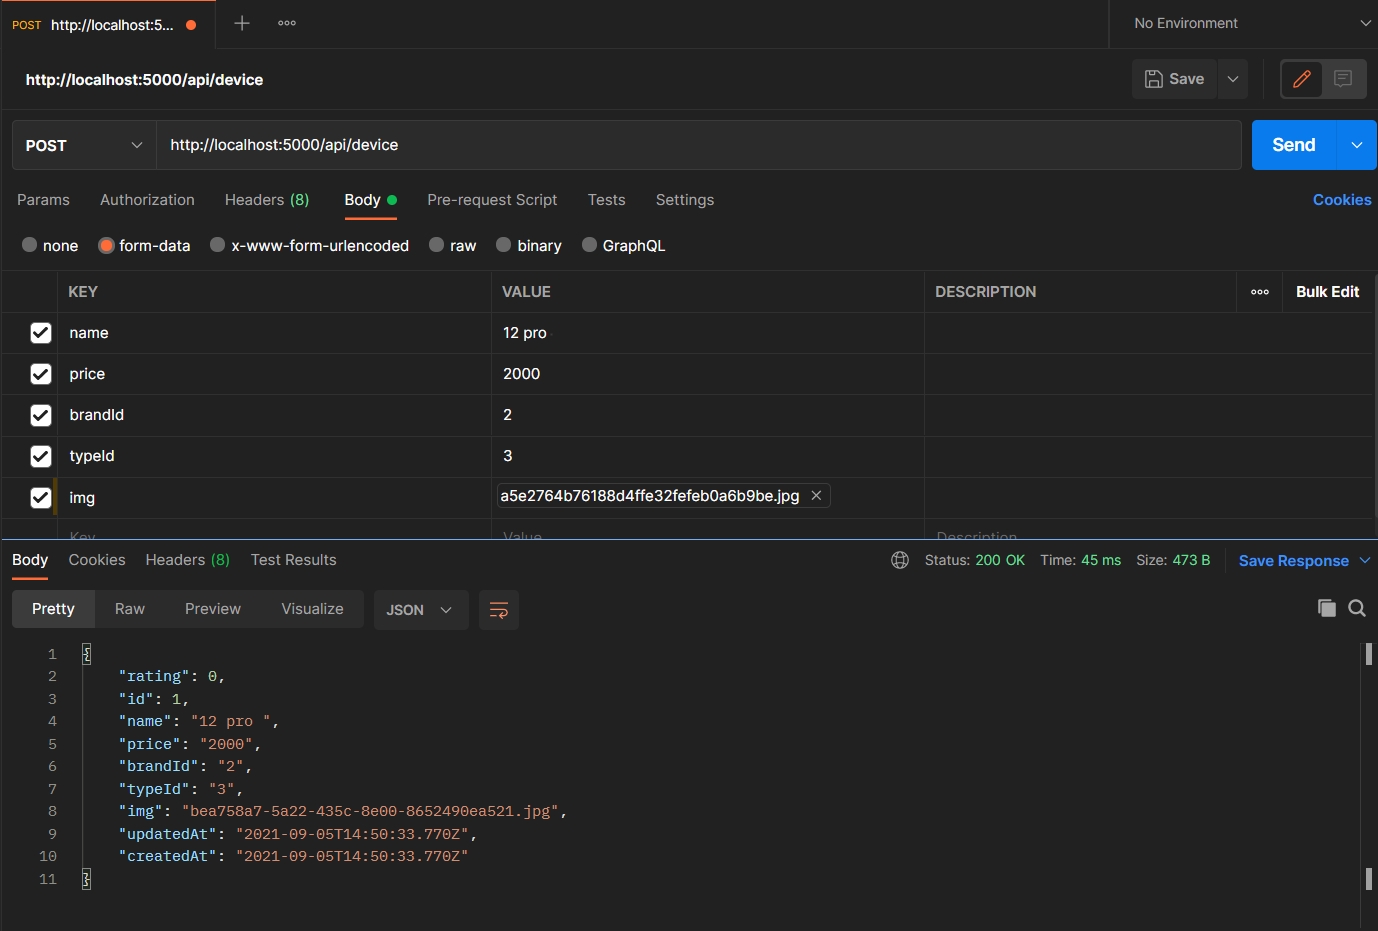 POST http://localhost:5...
No Environment
http://localhost:5000/api/device
Save
POST
http://localhost:5000/api/device
Send
Params Authorization Headers (8) Body Pre-request Script Tests Settings Cookies
none form-data x-www-form-urlencoded raw binary GraphQL
KEY VALUE DESCRIPTION Bulk Edit
name 12 pro
price 2000
brandId 2
typeId 3
img a5e2764b76188d4ffe32fefeb0a6b9be.jpg
Key Value Description
Body Cookies Headers (8) Test Results Status: 200 OK Time: 45 ms Size: 473 B Save Response
Pretty Raw Preview Visualize JSON
1 {
2 "rating": 0,
3 "id": 1,
4 "name": "12 pro ",
5 "price": "2000",
6 "brandId": "2",
7 "typeId": "3",
8 "img": "bea758a7-5a22-435c-8e00-8652490ea521.jpg",
9 "updatedAt": "2021-09-05T14:50:33.770Z",
10 "createdAt": "2021-09-05T14:50:33.770Z"
11 }